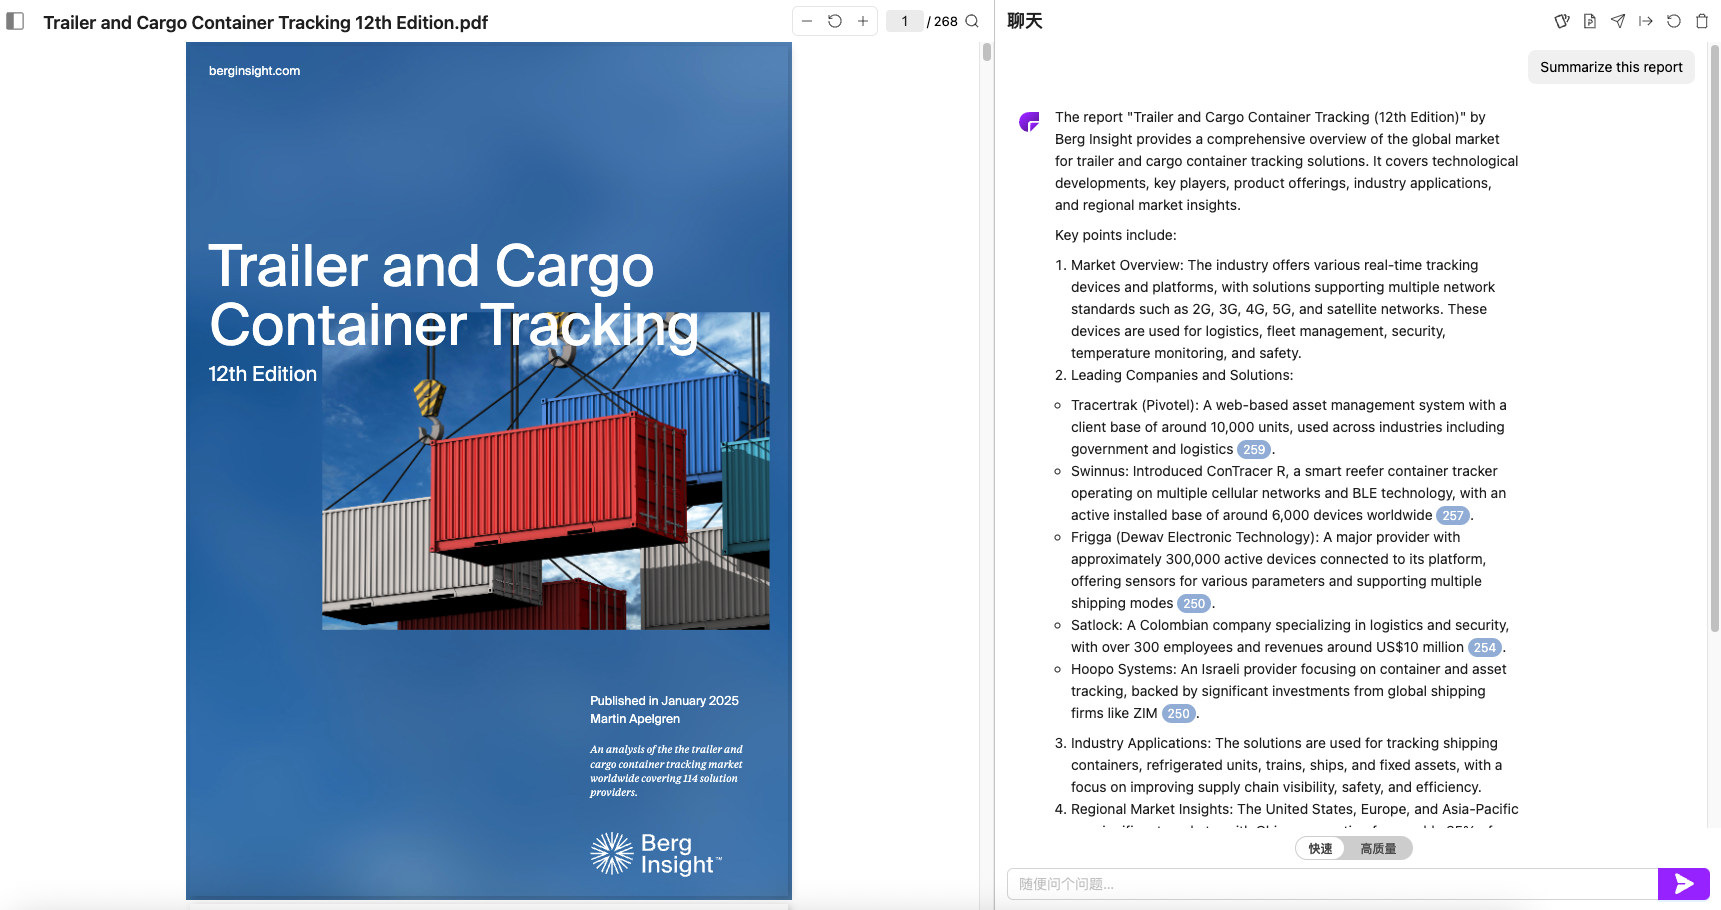 Trailer and Cargo Container Tracking 12th Edition.pdf
1 / 268
berginsight.com
Trailer and Cargo
Container Tracking
12th Edition
Published in January 2025
Martin Apelgren
An analysis of the the trailer and
cargo container tracking market
worldwide covering 114 solution
providers.
Berg
Insight™
聊天
Summarize this report
The report "Trailer and Cargo Container Tracking (12th Edition)" by
Berg Insight provides a comprehensive overview of the global market
for trailer and cargo container tracking solutions. It covers technological
developments, key players, product offerings, industry applications,
and regional market insights.
Key points include:
1. Market Overview: The industry offers various real-time tracking
devices and platforms, with solutions supporting multiple network
standards such as 2G, 3G, 4G, 5G, and satellite networks. These
devices are used for logistics, fleet management, security,
temperature monitoring, and safety.
2. Leading Companies and Solutions:
Tracertrak (Pivotel): A web-based asset management system with a
client base of around 10,000 units, used across industries including
government and logistics 259.
Swinnus: Introduced ConTracer R, a smart reefer container tracker
operating on multiple cellular networks and BLE technology, with an
active installed base of around 6,000 devices worldwide 257.
Frigga (Dewav Electronic Technology): A major provider with
approximately 300,000 active devices connected to its platform,
offering sensors for various parameters and supporting multiple
shipping modes 250.
Satlock: A Colombian company specializing in logistics and security,
with over 300 employees and revenues around US$10 million 254.
Hoopo Systems: An Israeli provider focusing on container and asset
tracking, backed by significant investments from global shipping
firms like ZIM 250.
3. Industry Applications: The solutions are used for tracking shipping
containers, refrigerated units, trains, ships, and fixed assets, with a
focus on improving supply chain visibility, safety, and efficiency.
4. Regional Market Insights: The United States, Europe, and Asia-Pacific
快速 高质量
随便问个问题...